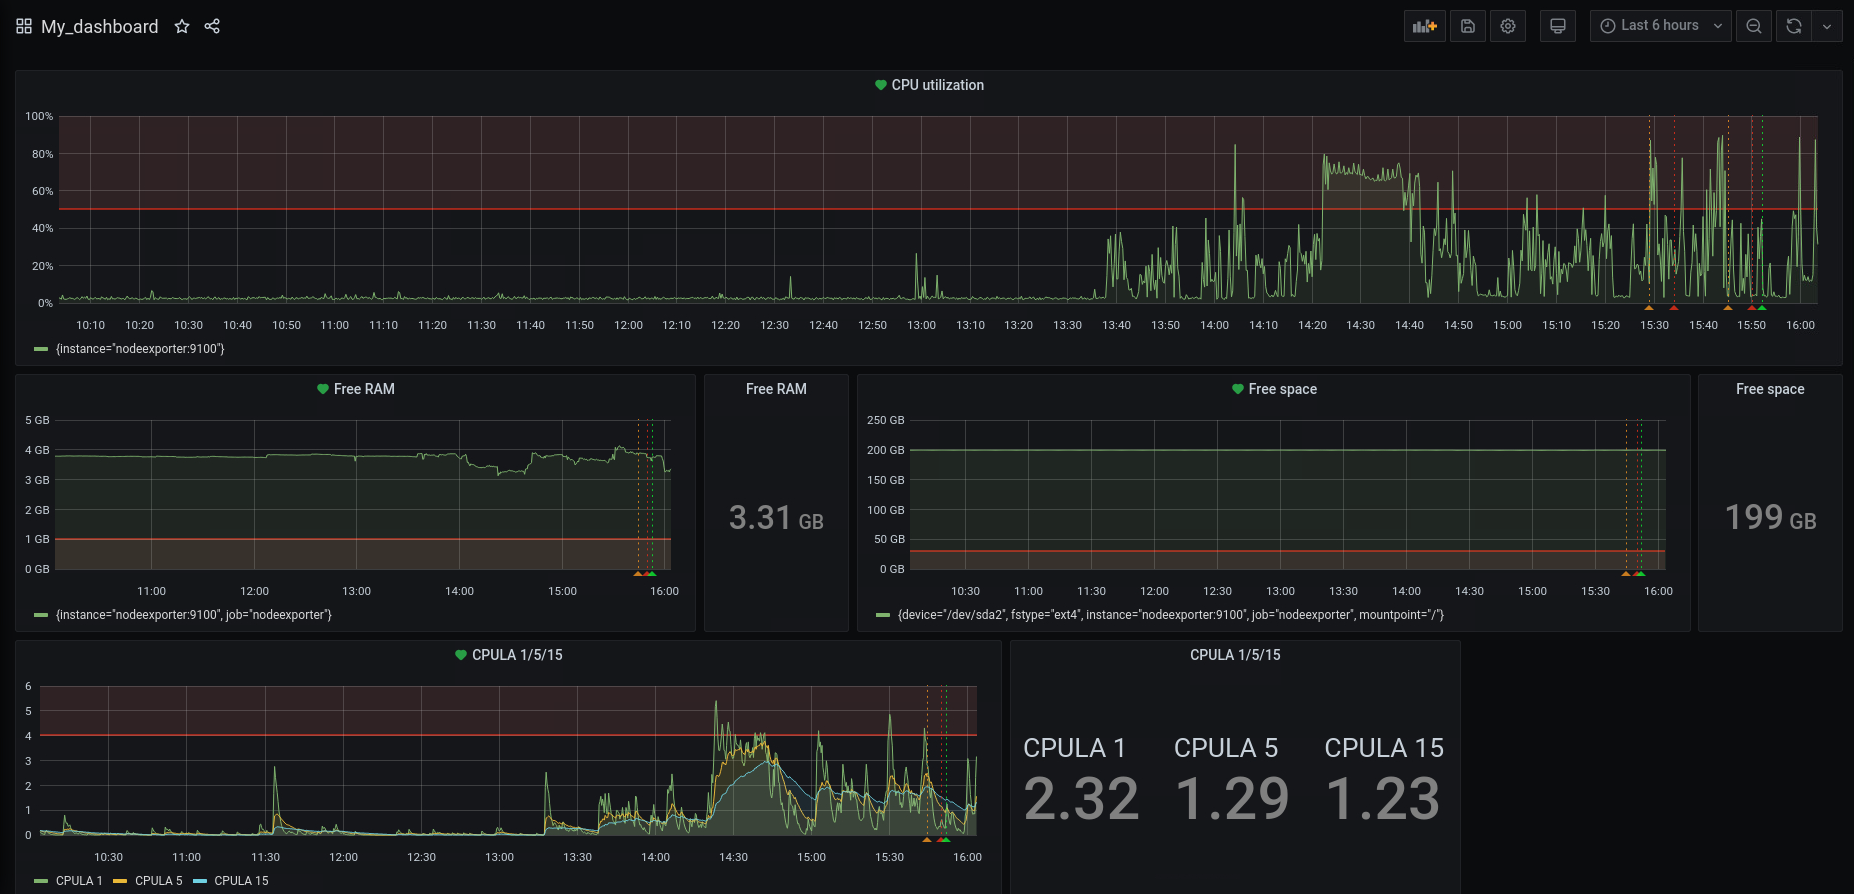 My_dashboard
Last 6 hours
CPU utilization
100%
80%
60%
40%
20%
0%
10:10 10:20 10:30 10:40 10:50 11:00 11:10 11:20 11:30 11:40 11:50 12:00 12:10 12:20 12:30 12:40 12:50 13:00 13:10 13:20 13:30 13:40 13:50 14:00 14:10 14:20 14:30 14:40 14:50 15:00 15:10 15:20 15:30 15:40 15:50 16:00
{instance="nodeexporter:9100"}
Free RAM
5 GB
4 GB
3 GB
2 GB
1 GB
0 GB
11:00 12:00 13:00 14:00 15:00 16:00
{instance="nodeexporter:9100", job="nodeexporter"}
Free RAM
3.31 GB
Free space
250 GB
200 GB
150 GB
100 GB
50 GB
0 GB
10:30 11:00 11:30 12:00 12:30 13:00 13:30 14:00 14:30 15:00 15:30 16:00
{device="/dev/sda2", fstype="ext4", instance="nodeexporter:9100", job="nodeexporter", mountpoint="/"}
Free space
199 GB
CPULA 1/5/15
6
5
4
3
2
1
0
10:30 11:00 11:30 12:00 12:30 13:00 13:30 14:00 14:30 15:00 15:30 16:00
CPULA 1 CPULA 5 CPULA 15
CPULA 1/5/15
CPULA 1 CPULA 5 CPULA 15
2.32 1.29 1.23